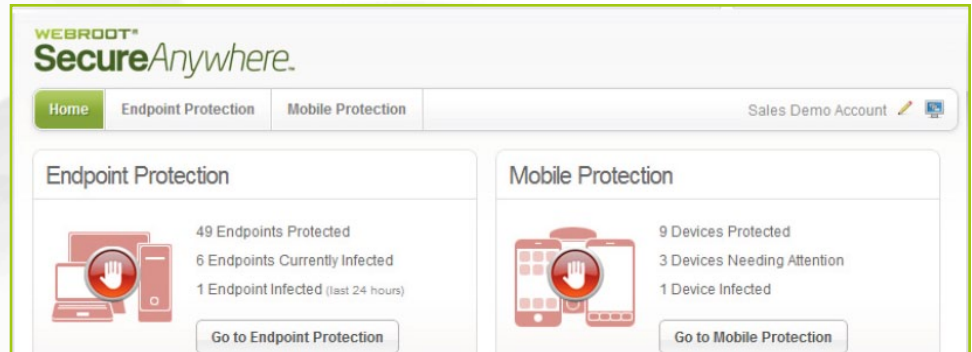 WEBROOT®
SecureAnywhere.
Home Endpoint Protection Mobile Protection Sales Demo Account
Endpoint Protection
49 Endpoints Protected
6 Endpoints Currently Infected
1 Endpoint Infected (last 24 hours)
Go to Endpoint Protection
Mobile Protection
9 Devices Protected
3 Devices Needing Attention
1 Device Infected
Go to Mobile Protection